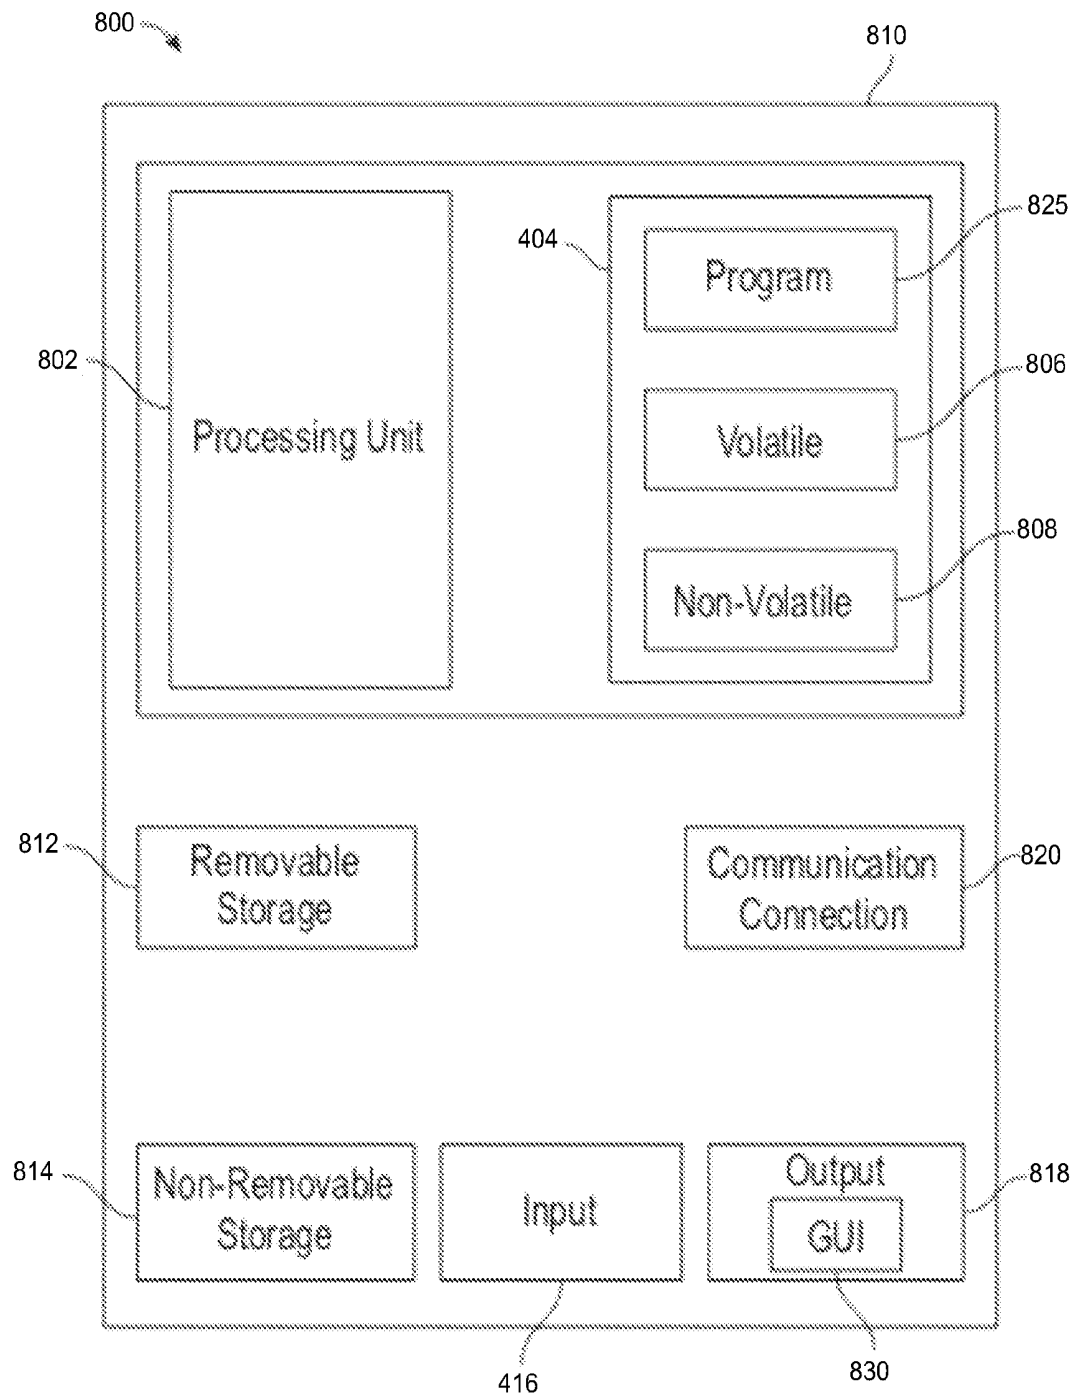 800
810
825
404
Program
802
806
Processing Unit
Volatile
808
Non-Volatile
812
Removable
Storage
Communication
Connection
820
814
Non-Removable
Storage
Input
Output
GUI
818
416
830